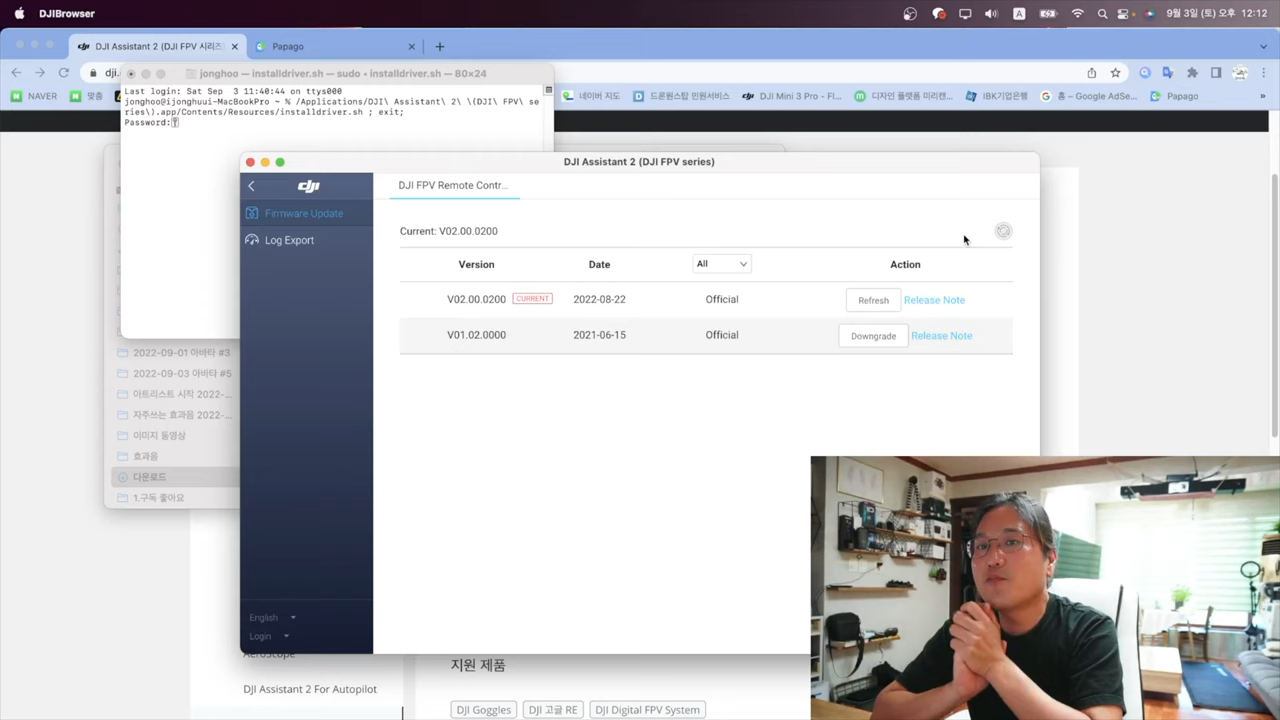 DJIBrowser
A
9월 3일 (토) 오후 12:12
DJI Assistant 2 (DJI FPV 시리즈
Papago
dji.
NAVER
맞춤
네이버 지도
드론원스탑 민원서비스
DJI Mini 3 Pro - Fl...
디자인 플랫폼 미리캔...
IBK기업은행
홈 – Google AdSe...
Papago
jonghoo — installdriver.sh — sudo • installdriver.sh — 80×24
Last login: Sat Sep  3 11:40:44 on ttys000
jonghoo@ijonghuui-MacBookPro ~ % /Applications/DJI\ Assistant\ 2\ \(DJI\ FPV\ se
ries\).app/Contents/Resources/installdriver.sh ; exit;
Password:
DJI Assistant 2 (DJI FPV series)
dji
DJI FPV Remote Contr...
Firmware Update
Log Export
Current: V02.00.0200
Version
Date
All
Action
V02.00.0200
CURRENT
2022-08-22
Official
Refresh
Release Note
V01.02.0000
2021-06-15
Official
Downgrade
Release Note
2022-09-01 아바타 #3
2022-09-03 아바타 #5
아트리스트 시작 2022-...
자주쓰는 효과음 2022-...
이미지 동영상
효과음
다운로드
1.구독 좋아요
English
Login
AeroScope
DJI Assistant 2 For Autopilot
지원 제품
DJI Goggles
DJI 고글 RE
DJI Digital FPV System